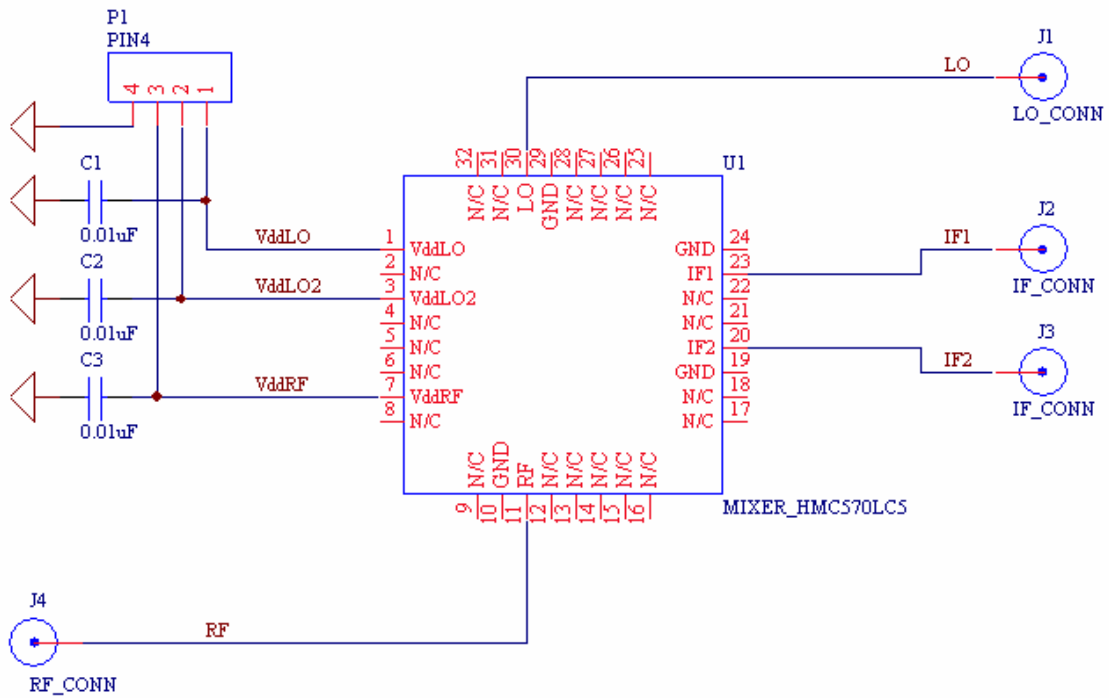 P1
PIN4
4 3 2 1
J1
LO
LO_CONN
C1
0.01uF
32 31 30 29 28 27 26 25
N/C N/C LO GND N/C N/C N/C N/C
U1
J2
VddLO 1 VddLO
GND 24
IF1 23 IF1
2 N/C
C2
VddLO2 3 VddLO2
N/C 22
IF_CONN
0.01uF
4 N/C
N/C 21
J3
5 N/C
IF2 20
C3
6 N/C
GND 19
IF2
VddRF 7 VddRF
N/C 18
IF_CONN
0.01uF
8 N/C
N/C 17
N/C GND RF N/C N/C N/C N/C N/C
9 10 11 12 13 14 15 16
MIXER_HMC570LC5
J4
RF
RF_CONN